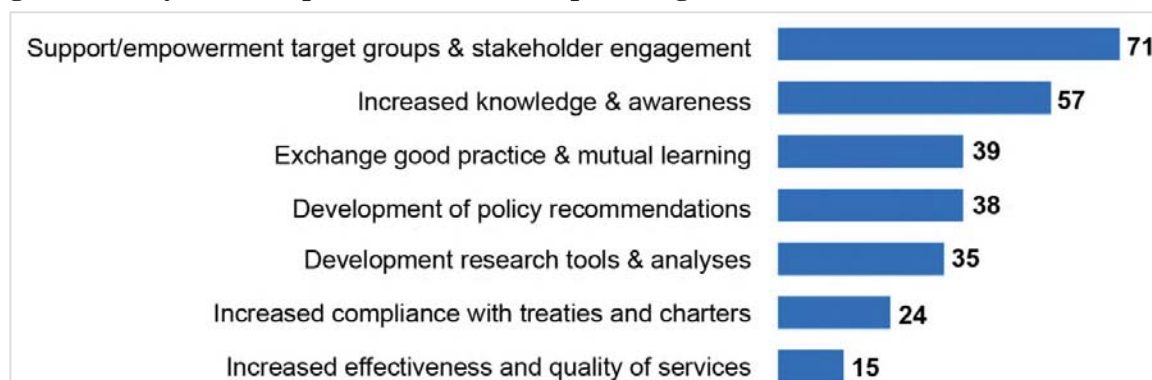 Support/empowerment target groups & stakeholder engagement 71
Increased knowledge & awareness 57
Exchange good practice & mutual learning 39
Development of policy recommendations 38
Development research tools & analyses 35
Increased compliance with treaties and charters 24
Increased effectiveness and quality of services 15